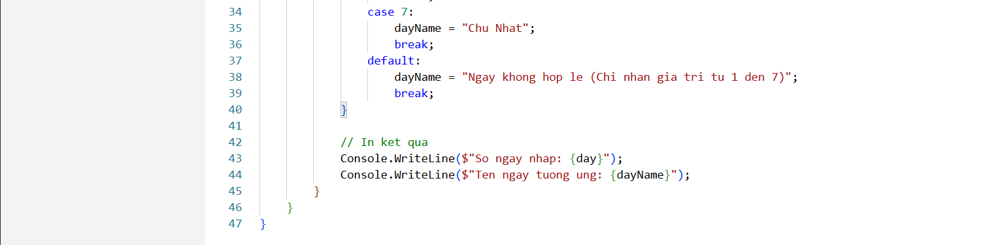 34 case 7:
35 dayName = "Chu Nhat";
36 break;
37 default:
38 dayName = "Ngay khong hop le (Chi nhan gia tri tu 1 den 7)";
39 break;
40 }
41
42 // In ket qua
43 Console.WriteLine($"So ngay nhap: {day}");
44 Console.WriteLine($"Ten ngay tuong ung: {dayName}");
45 }
46 }
47 }